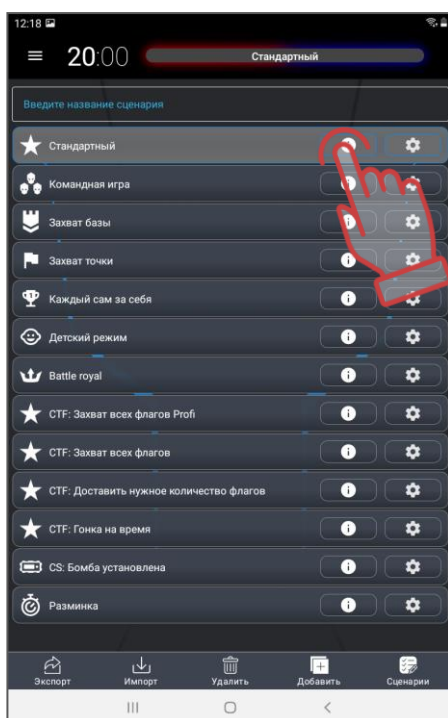 12:18
20:00 Стандартный
Введите название сценария
Стандартный
Командная игра
Захват базы
Захват точки
Каждый сам за себя
Детский режим
Battle royal
CTF: Захват всех флагов Profi
CTF: Захват всех флагов
CTF: Доставить нужное количество флагов
CTF: Гонка на время
CS: Бомба установлена
Разминка
Экспорт Импорт Удалить Добавить Сценарии